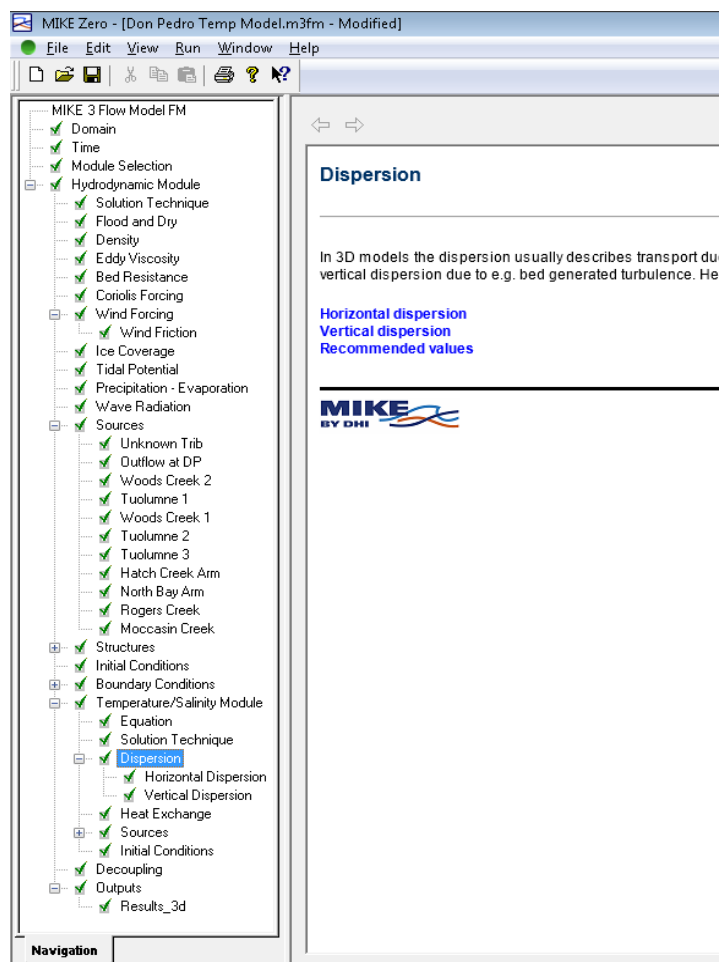 MIKE Zero - [Don Pedro Temp Model.m3fm - Modified]
File Edit View Run Window Help
MIKE 3 Flow Model FM
Domain
Time
Module Selection
Hydrodynamic Module
Solution Technique
Flood and Dry
Density
Eddy Viscosity
Bed Resistance
Coriolis Forcing
Wind Forcing
Wind Friction
Ice Coverage
Tidal Potential
Precipitation - Evaporation
Wave Radiation
Sources
Unknown Trib
Outflow at DP
Woods Creek 2
Tuolumne 1
Woods Creek 1
Tuolumne 2
Tuolumne 3
Hatch Creek Arm
North Bay Arm
Rogers Creek
Moccasin Creek
Structures
Initial Conditions
Boundary Conditions
Temperature/Salinity Module
Equation
Solution Technique
Dispersion
Horizontal Dispersion
Vertical Dispersion
Heat Exchange
Sources
Initial Conditions
Decoupling
Outputs
Results_3d
Navigation
Dispersion
In 3D models the dispersion usually describes transport du
vertical dispersion due to e.g. bed generated turbulence. He
Horizontal dispersion
Vertical dispersion
Recommended values
MIKE
BY DHI